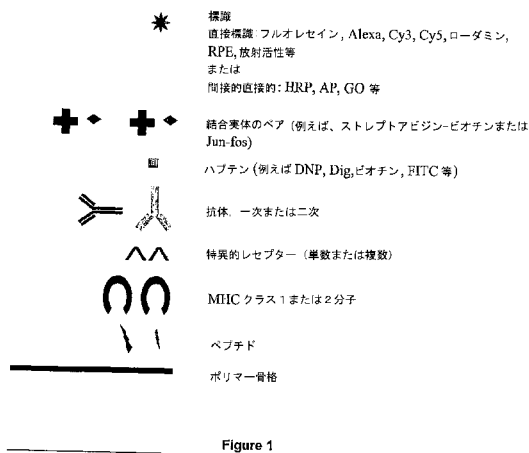 標識
直接標識:フルオレセイン, Alexa, Cy3, Cy5, ローダミン,
RPE, 放射活性等
または
間接的直接的: HRP, AP, GO 等
結合実体のペア (例えば、ストレプトアビジン-ビオチンまたは
Jun-fos)
ハプテン (例えば DNP, Dig,ビオチン, FITC 等)
抗体、一次または二次
特異的レセプター (単数または複数)
MHC クラス1または2分子
ペプチド
ポリマー骨格
Figure 1